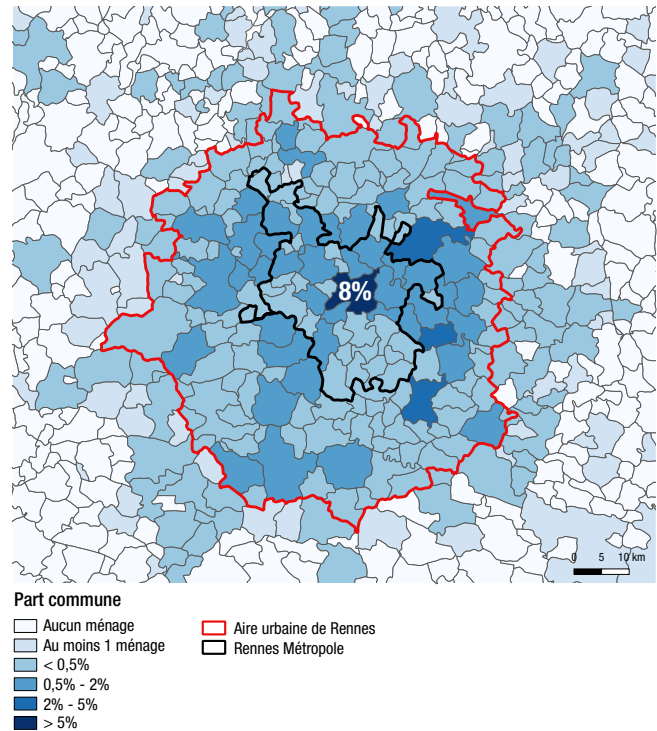 8%
0 5 10 km
Part commune
Aucun ménage
Au moins 1 ménage
< 0,5%
0,5% - 2%
2% - 5%
> 5%
Aire urbaine de Rennes
Rennes Métropole